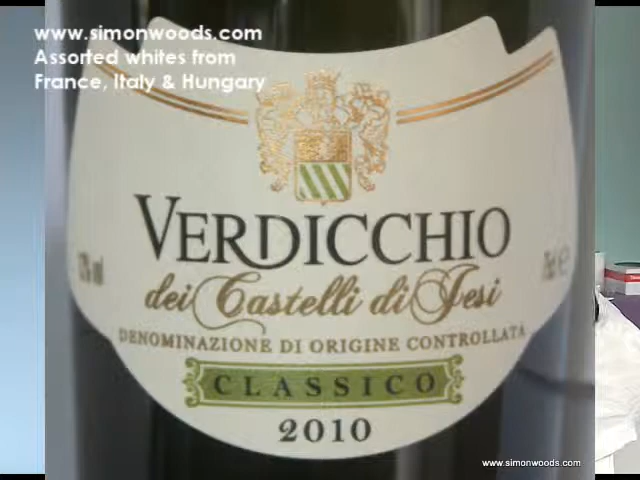 www.simonwoods.com
Assorted whites from
France, Italy & Hungary
VERDICCHIO
dei Castelli di Jesi
DENOMINAZIONE DI ORIGINE CONTROLLATA
CLASSICO
2010
www.simonwoods.com